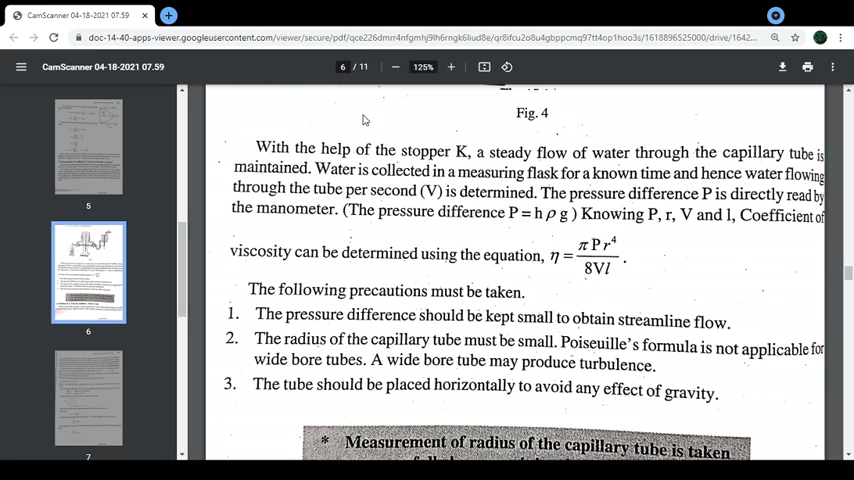 CamScanner 04-18-2021 07.59
doc-14-40-apps-viewer.googleusercontent.com/viewer/secure/pdf/qce226dmrr4nfgmhj9lh6rngk6liud8e/qr8ifcu2o8u4gbppcmq97tt4op1hoo3s/1618896525000/drive/1642...
CamScanner 04-18-2021 07.59
6 / 11
125%
5
6
7
Fig. 4
With the help of the stopper K, a steady flow of water through the capillary tube is
maintained. Water is collected in a measuring flask for a known time and hence water flowing
through the tube per second (V) is determined. The pressure difference P is directly read by
the manometer. (The pressure difference P = h ρ g ) Knowing P, r, V and l, Coefficient of
viscosity can be determined using the equation, η = π P r⁴ / 8Vl .
The following precautions must be taken.
1. The pressure difference should be kept small to obtain streamline flow.
2. The radius of the capillary tube must be small. Poiseuille's formula is not applicable for
wide bore tubes. A wide bore tube may produce turbulence.
3. The tube should be placed horizontally to avoid any effect of gravity.
* Measurement of radius of the capillary tube is taken